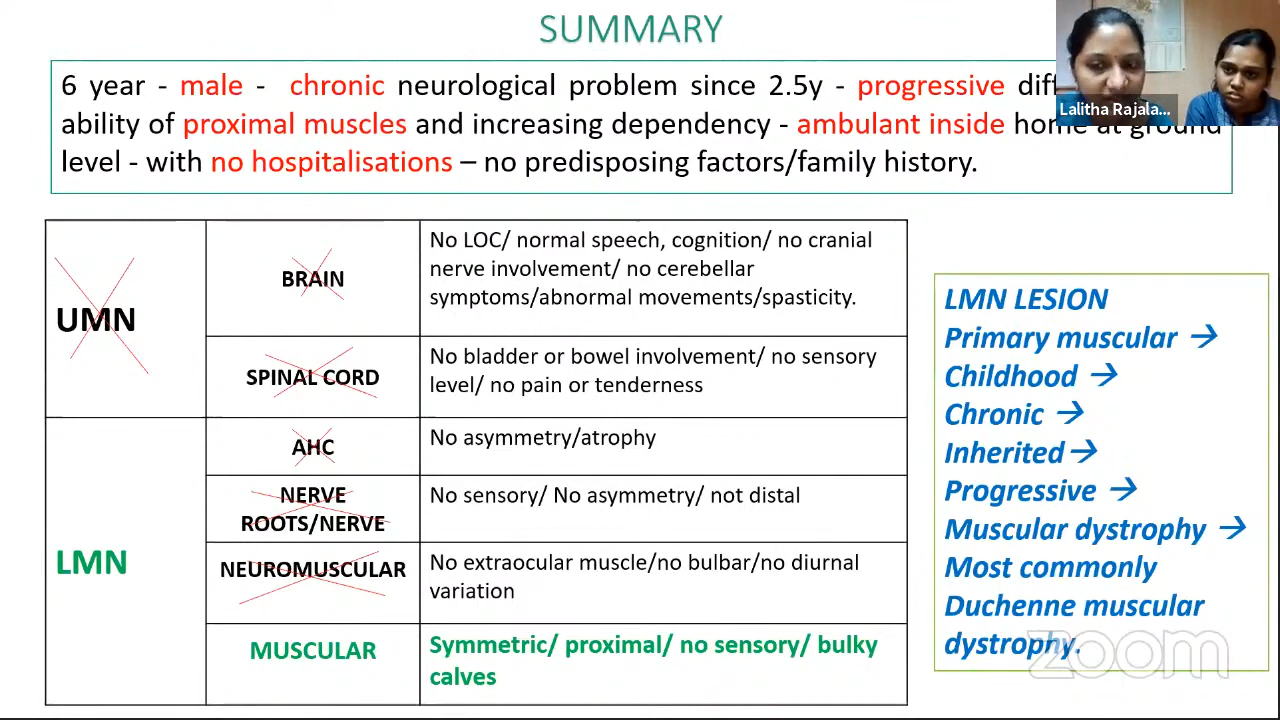 SUMMARY
6 year - male - chronic neurological problem since 2.5y - progressive
ability of proximal muscles and increasing dependency - ambulant inside home at ground
level - with no hospitalisations – no predisposing factors/family history.
Lalitha Rajala...
UMN
BRAIN
No LOC/ normal speech, cognition/ no cranial
nerve involvement/ no cerebellar
symptoms/abnormal movements/spasticity.
SPINAL CORD
No bladder or bowel involvement/ no sensory
level/ no pain or tenderness
LMN
AHC
No asymmetry/atrophy
NERVE
ROOTS/NERVE
No sensory/ No asymmetry/ not distal
NEUROMUSCULAR
No extraocular muscle/no bulbar/no diurnal
variation
MUSCULAR
Symmetric/ proximal/ no sensory/ bulky
calves
LMN LESION
Primary muscular →
Childhood →
Chronic →
Inherited→
Progressive →
Muscular dystrophy →
Most commonly
Duchenne muscular
dystrophy.
zoom